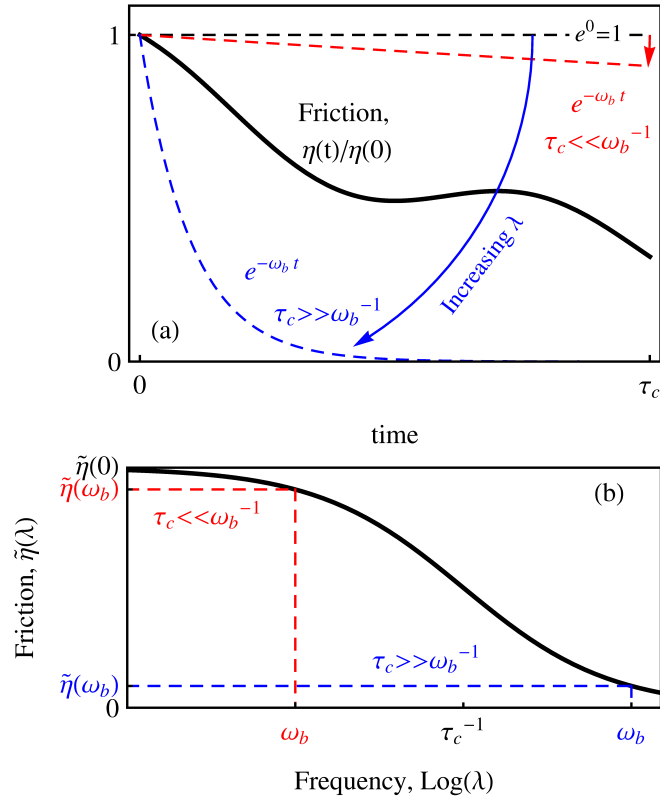 1
e⁰=1
Friction,
η(t)/η(0)
e^{-ω_b t}
τ_c<<ω_b^{-1}
Increasing λ
e^{-ω_b t}
τ_c>>ω_b^{-1}
(a)
0
0
τ_c
time
η̃(0)
η̃(ω_b)
τ_c<<ω_b^{-1}
(b)
Friction, η̃(λ)
τ_c>>ω_b^{-1}
η̃(ω_b)
0
ω_b
τ_c^{-1}
ω_b
Frequency, Log(λ)